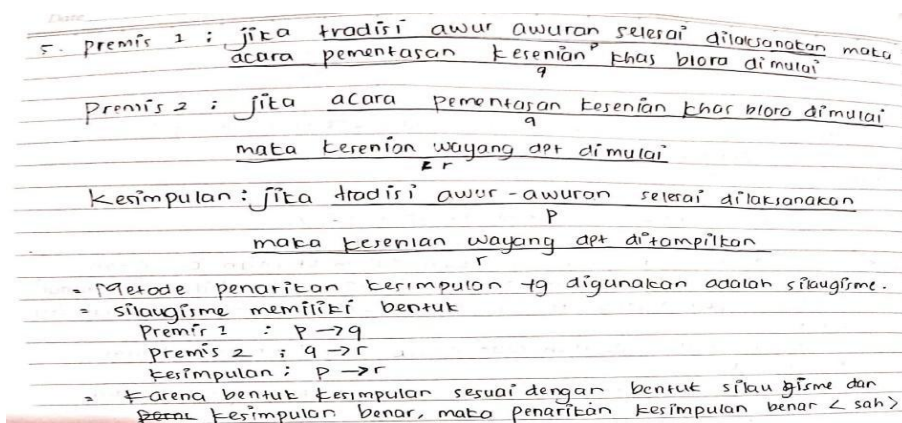 Date
5. premis 1 : jika tradisi awur awuran selesai dilaksanakan maka
p
acara pementasan kesenian khas blora dimulai
q
Premis 2 : jika acara pementasan kesenian khas blora dimulai
q
maka kesenian wayang dpt dimulai
r
Kesimpulan : jika tradisi awur - awuran selesai dilaksanakan
p
maka kesenian wayang dpt ditampilkan
r
= Metode penarikan kesimpulan yg digunakan adalah silaugisme.
= silaugisme memiliki bentuk
Premis 1 : p → q
Premis 2 : q → r
kesimpulan : p → r
= Karena bentuk kesimpulan sesuai dengan bentuk silaugisme dan
kesimpulan benar, maka penarikan kesimpulan benar < sah >